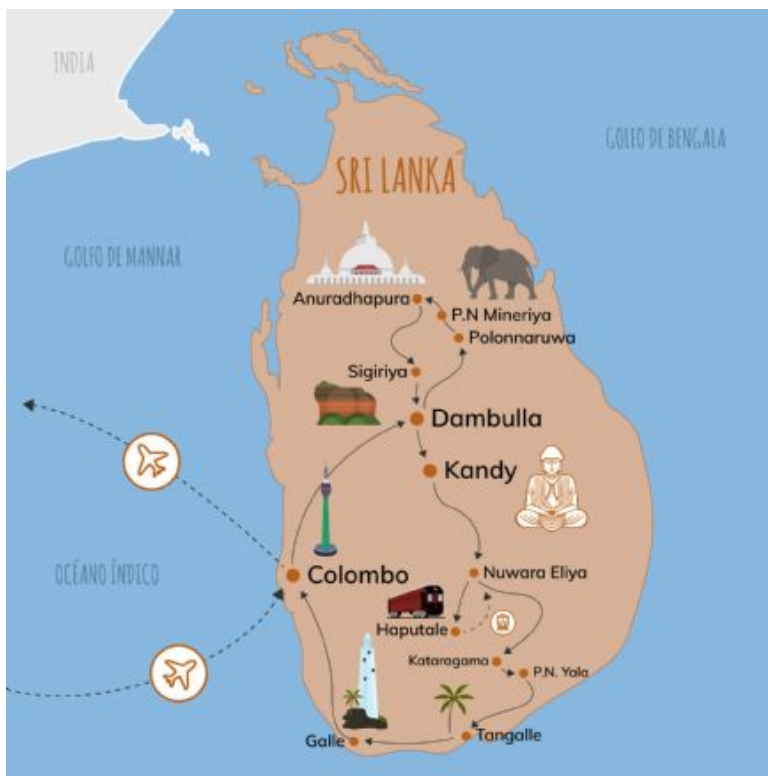 INDIA
GOLFO DE BENGALA
SRI LANKA
GOLFO DE MANNAR
Anuradhapura
P.N Mineriya
Polonnaruwa
Sigiriya
Dambulla
Kandy
OCÉANO ÍNDICO
Colombo
Nuwara Eliya
Haputale
Kataragama
P.N. Yala
Tangalle
Galle